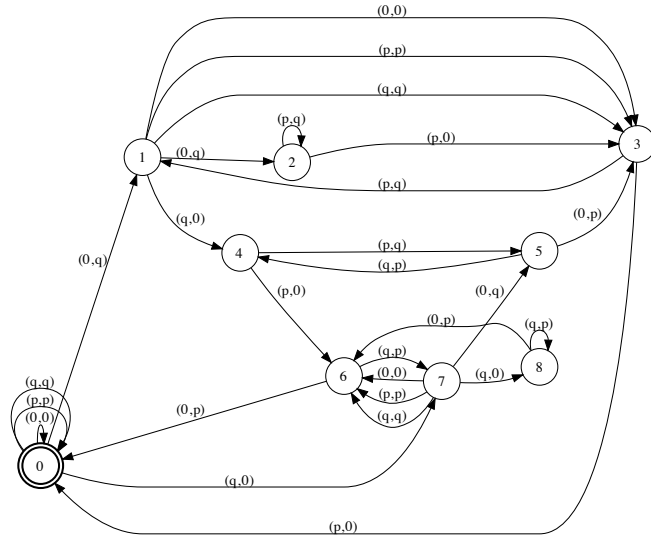 (0,0)
(p,p)
(q,q)
(p,q)
(p,0)
3
1
(0,q)
2
(p,q)
(q,0)
(0,p)
4
(p,q)
5
(q,p)
(0,q)
(p,0)
(0,q)
(0,p)
(q,p)
(q,p)
8
6
(0,0)
7
(q,0)
(q,q)
(p,p)
(p,p)
(0,p)
(q,q)
(0,0)
0
(q,0)
(p,0)